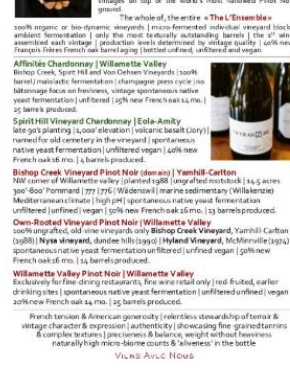 vintages on top of the world's most hallowed Pinot Noir
ground.
The whole of, the entire = «The L'Ensemble»
100% organic or bio-dynamic vineyards | micro-fermented individual vineyard blocks
ambient fermentation | only the most texturally outstanding barrels | the 1st wine
assembled each vintage | production levels determined by vintage quality | 40% new
François Frères French oak barrel aging | bottled unfined, unfiltered and vegan.
Affinités Chardonnay | Willamette Valley
Bishop Creek, Spirit Hill and Von Oehsen Vineyards | 100%
barrel/malolactic fermentation | champagne press cycle | no
bâtonnage focus on freshness, vintage spontaneous native
yeast fermentation | unfiltered | 25% new French oak 14 mo. |
25 barrels produced.
Spirit Hill Vineyard Chardonnay | Eola-Amity
late 90's planting | 1,000' elevation | volcanic basalt (Jory) |
named for old cemetery in the vineyard | spontaneous
native yeast fermentation | unfiltered vegan | 40% new
French oak 16 mo. | 4 barrels produced.
Bishop Creek Vineyard Pinot Noir (domain) | Yamhill-Carlton
NW corner of Willamette valley | planted 1988 | ungrafted rootstock | 14.5 acres
300'-800' Pommard | 777 | 76 | Wädenswil | marine sedimentary (Willakenzie)
Mediterranean climate | high pH | spontaneous native yeast fermentation
unfiltered | unfined | vegan | 50% new French oak 16 mo. | 13 barrels produced.
Own-Rooted Vineyard Pinot Noir | Willamette Valley
100% ungrafted, old-vine vineyards only Bishop Creek Vineyard, Yamhill-Carlton
(1988) | Nysa vineyard, dundee hills (1990) | Hyland Vineyard, McMinnville (1974)
spontaneous native yeast fermentation unfiltered | unfined vegan | 50% new
French oak 16 mo. | 14 barrels produced.
Willamette Valley Pinot Noir | Willamette Valley
Exclusively for fine-dining restaurants, fine wine retail only | red-fruited, earlier
drinking sites | spontaneous native yeast fermentation | unfiltered unfined | vegan
20% new French oak 14 mo. | 25 barrels produced.
French tension & American generosity | relentless stewardship of terroir &
vintage character & expression | authenticity | showcasing fine-grained tannins
& complex textures | preciseness & balance, weight without heaviness
naturally high micro-biome counts & 'aliveness' in the bottle
Viens Avec Nous